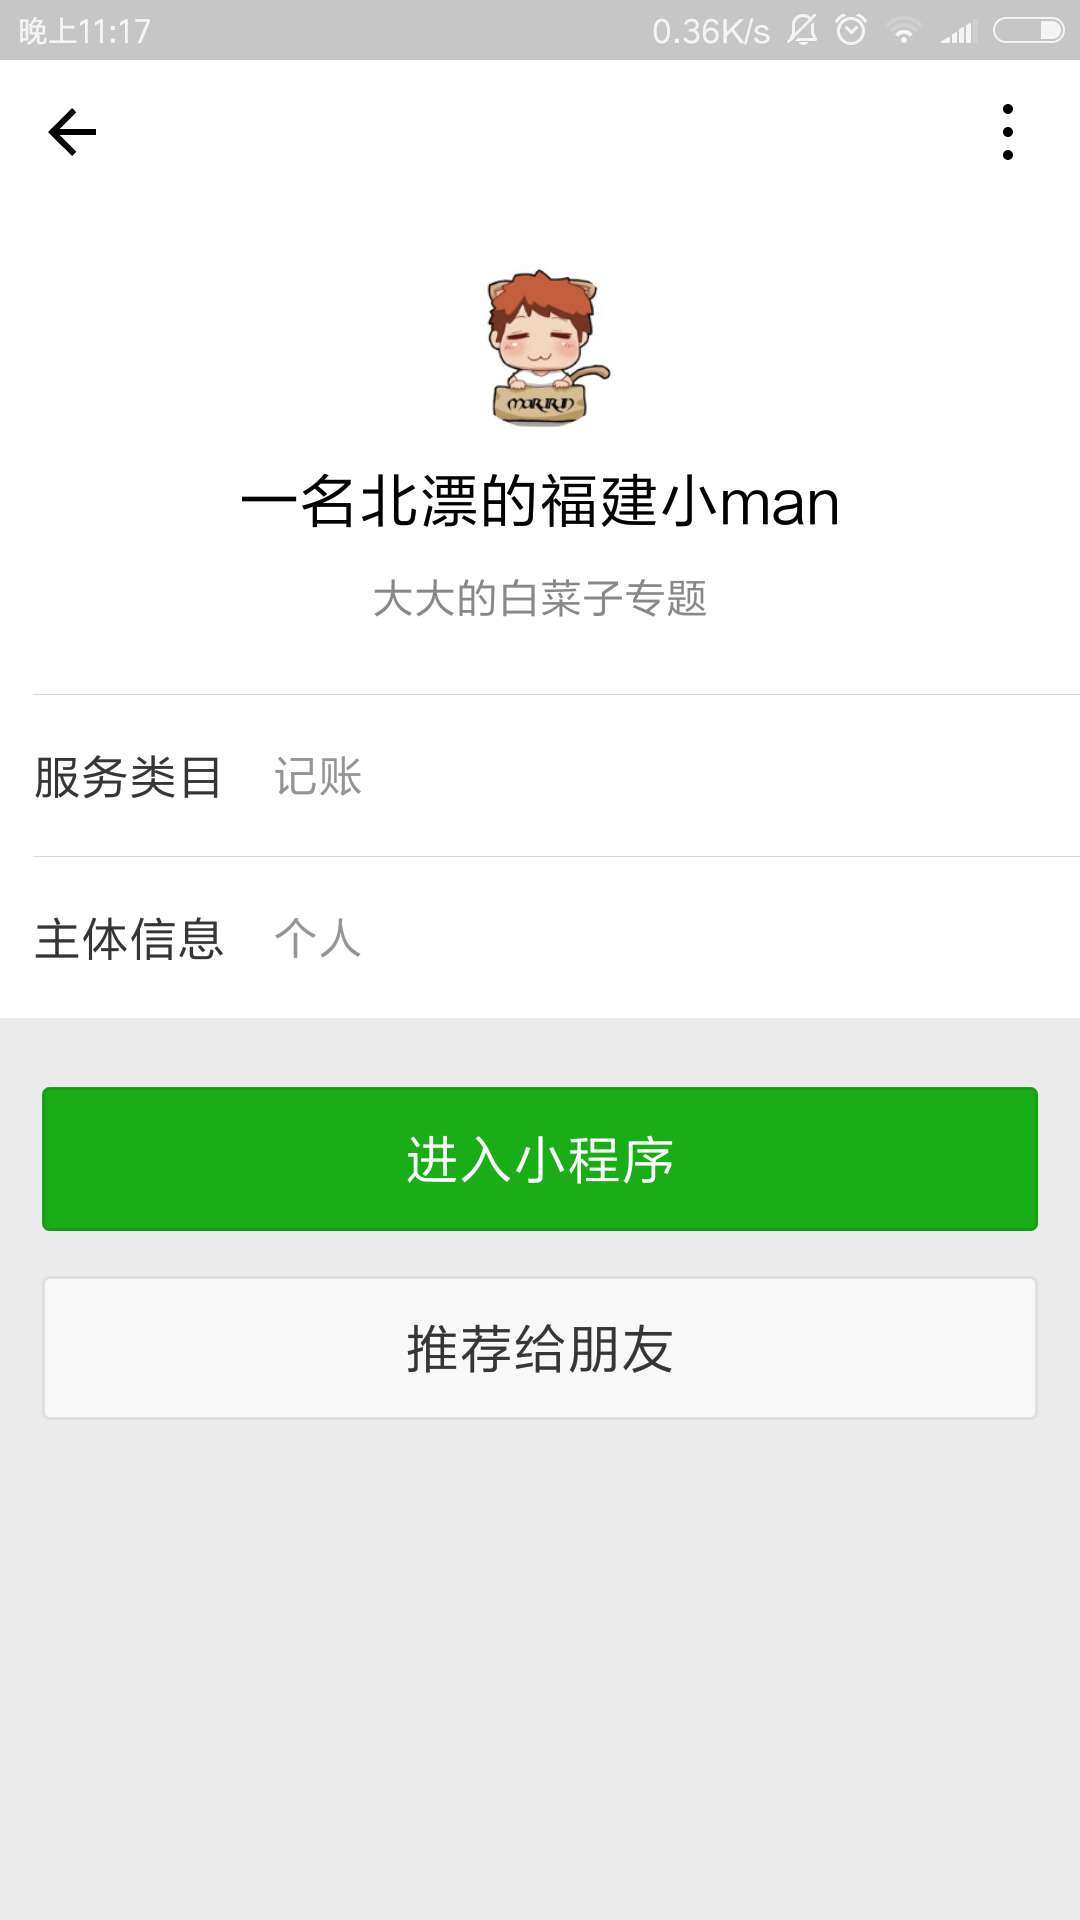 晚上11:17
0.36K/s
一名北漂的福建小man
大大的白菜子专题
服务类目 记账
主体信息 个人
进入小程序
推荐给朋友